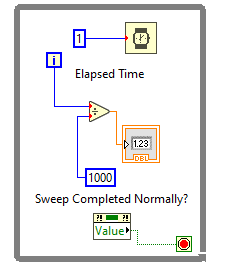 1
Elapsed Time
i
÷
1.23
DBL
1000
Sweep Completed Normally?
?! ?!
Value